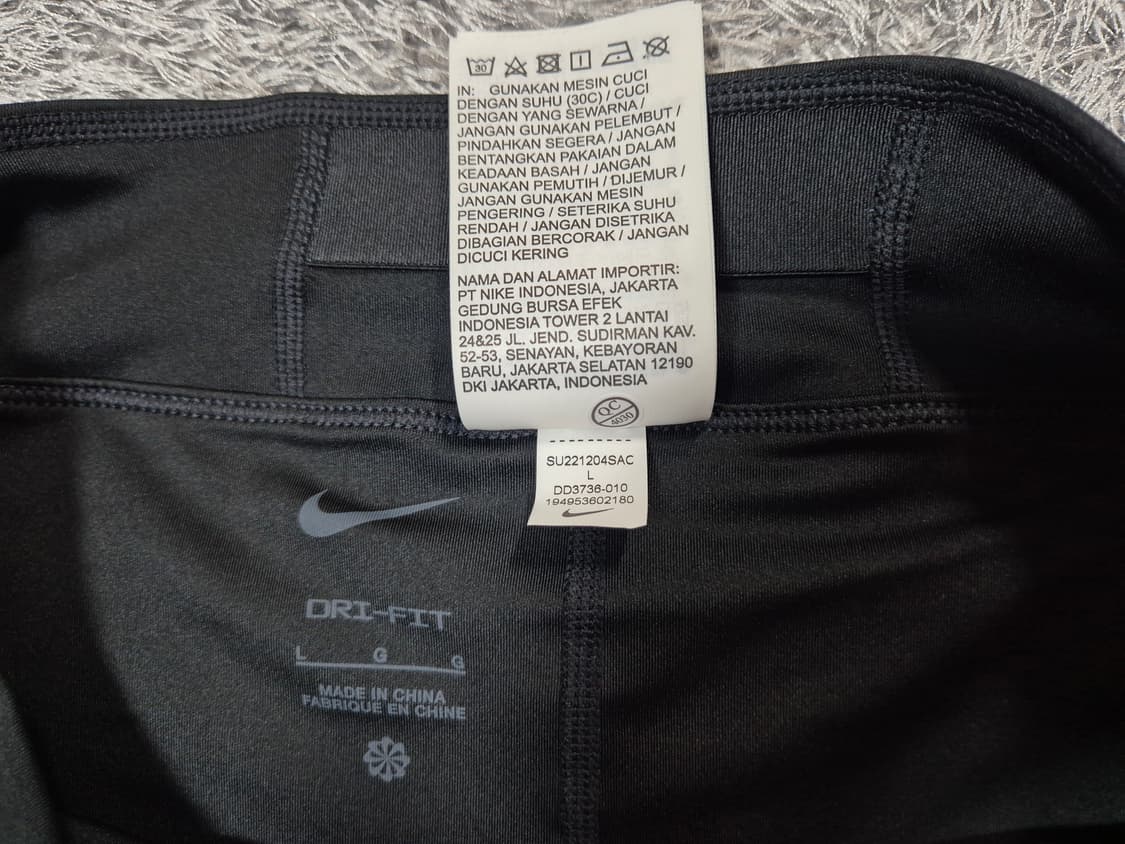 30
IN: GUNAKAN MESIN CUCI
DENGAN SUHU (30C) / CUCI
DENGAN YANG SEWARNA /
JANGAN GUNAKAN PELEMBUT /
PINDAHKAN SEGERA / JANGAN
BENTANGKAN PAKAIAN DALAM
KEADAAN BASAH / JANGAN
GUNAKAN PEMUTIH / DIJEMUR /
JANGAN GUNAKAN MESIN
PENGERING / SETERIKA SUHU
RENDAH / JANGAN DISETRIKA
DIBAGIAN BERCORAK / JANGAN
DICUCI KERING
NAMA DAN ALAMAT IMPORTIR:
PT NIKE INDONESIA, JAKARTA
GEDUNG BURSA EFEK
INDONESIA TOWER 2 LANTAI
24&25 JL. JEND. SUDIRMAN KAV.
52-53, SENAYAN, KEBAYORAN
BARU, JAKARTA SELATAN 12190
DKI JAKARTA, INDONESIA
QC
4030
SU221204SAC
L
DD3736-010
194953602180
DRI-FIT
L G G
MADE IN CHINA
FABRIQUE EN CHINE